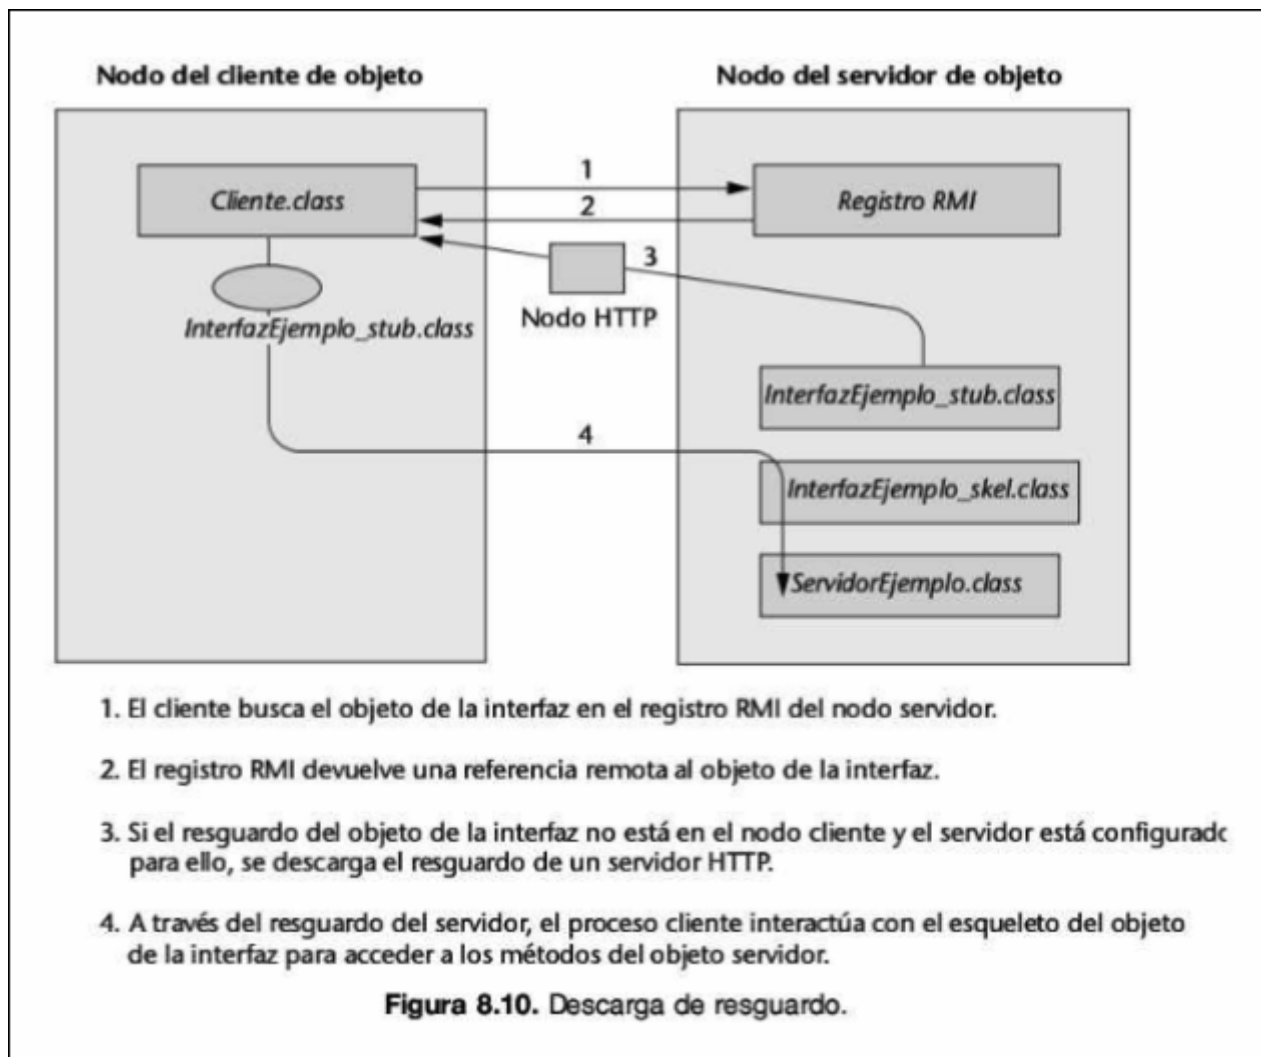 Nodo del cliente de objeto
Nodo del servidor de objeto
Cliente.class
1
Registro RMI
2
3
Nodo HTTP
InterfazEjemplo_stub.class
InterfazEjemplo_stub.class
4
InterfazEjemplo_skel.class
ServidorEjemplo.class
1. El cliente busca el objeto de la interfaz en el registro RMI del nodo servidor.
2. El registro RMI devuelve una referencia remota al objeto de la interfaz.
3. Si el resguardo del objeto de la interfaz no está en el nodo cliente y el servidor está configurado
para ello, se descarga el resguardo de un servidor HTTP.
4. A través del resguardo del servidor, el proceso cliente interactúa con el esqueleto del objeto
de la interfaz para acceder a los métodos del objeto servidor.
Figura 8.10. Descarga de resguardo.